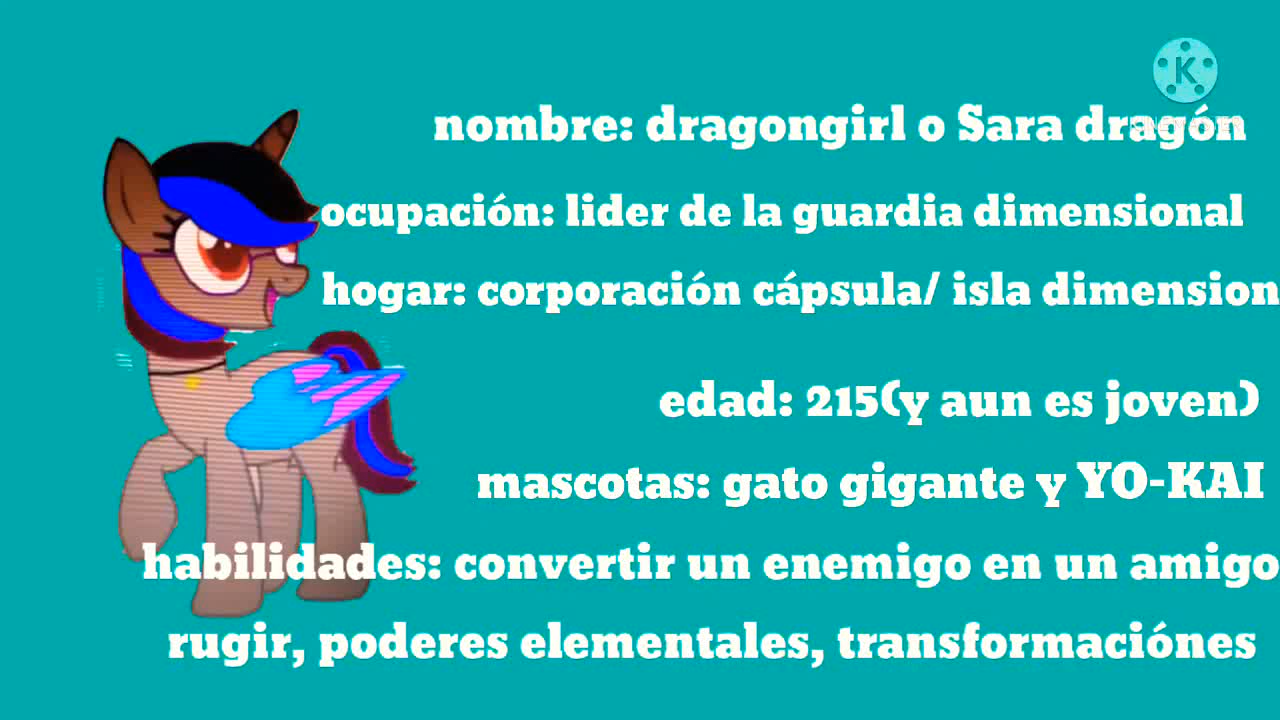 K
KINEMASTER
nombre: dragongirl o Sara dragón
ocupación: lider de la guardia dimensional
hogar: corporación cápsula/ isla dimension
edad: 215(y aun es joven)
mascotas: gato gigante y YO-KAI
habilidades: convertir un enemigo en un amigo
rugir, poderes elementales, transformaciónes